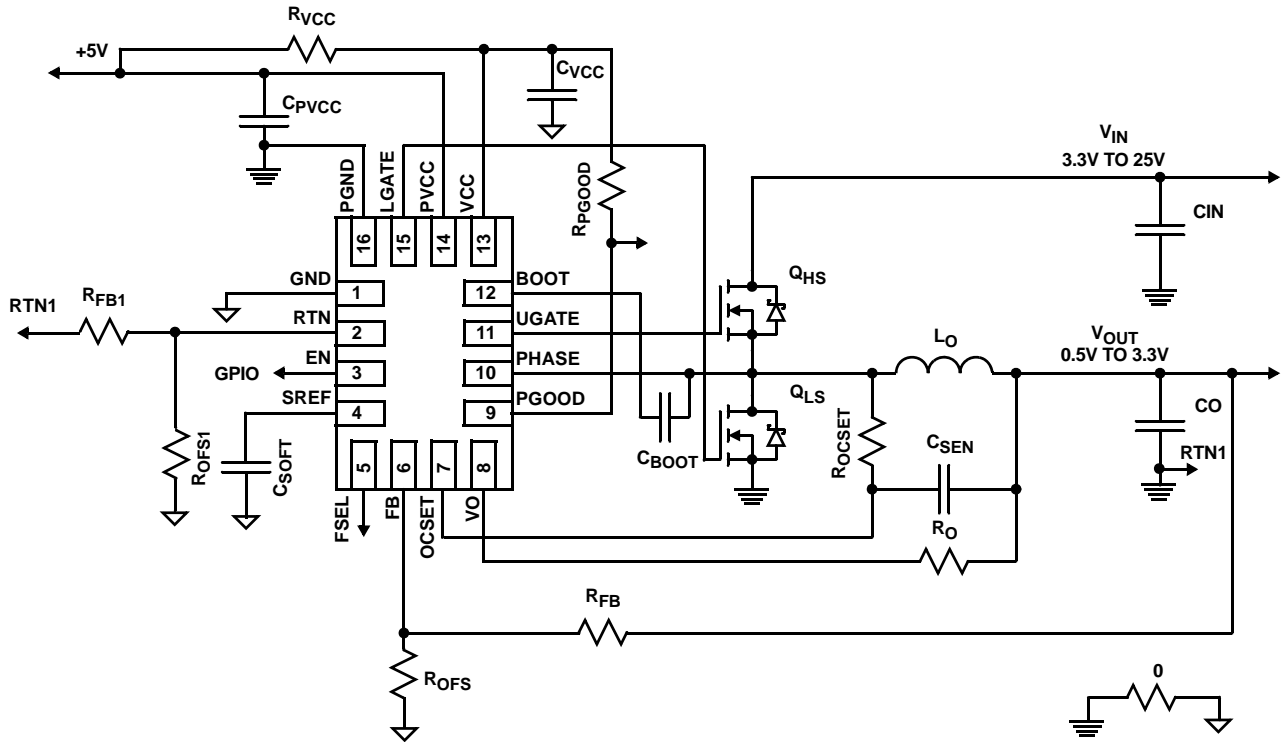 RVCC
+5V
CVCC
CPVCC
PGND
LGATE
PVCC
VCC
RPGOOD
VIN
3.3V TO 25V
CIN
16
15
14
13
GND
1
12
BOOT
QHS
RTN1
RFB1
RTN
2
11
UGATE
LO
VOUT
0.5V TO 3.3V
EN
GPIO
3
10
PHASE
QLS
SREF
4
9
PGOOD
CO
RTN1
ROFS1
CSOFT
5
6
7
8
CBOOT
ROCSET
CSEN
FSEL
FB
OCSET
VO
RO
RFB
ROFS
0